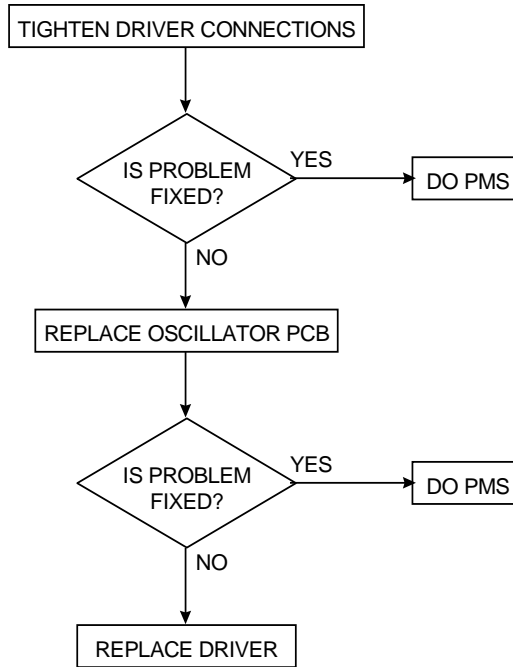 TIGHTEN DRIVER CONNECTIONS
IS PROBLEM
FIXED?
YES
DO PMS
NO
REPLACE OSCILLATOR PCB
IS PROBLEM
FIXED?
YES
DO PMS
NO
REPLACE DRIVER